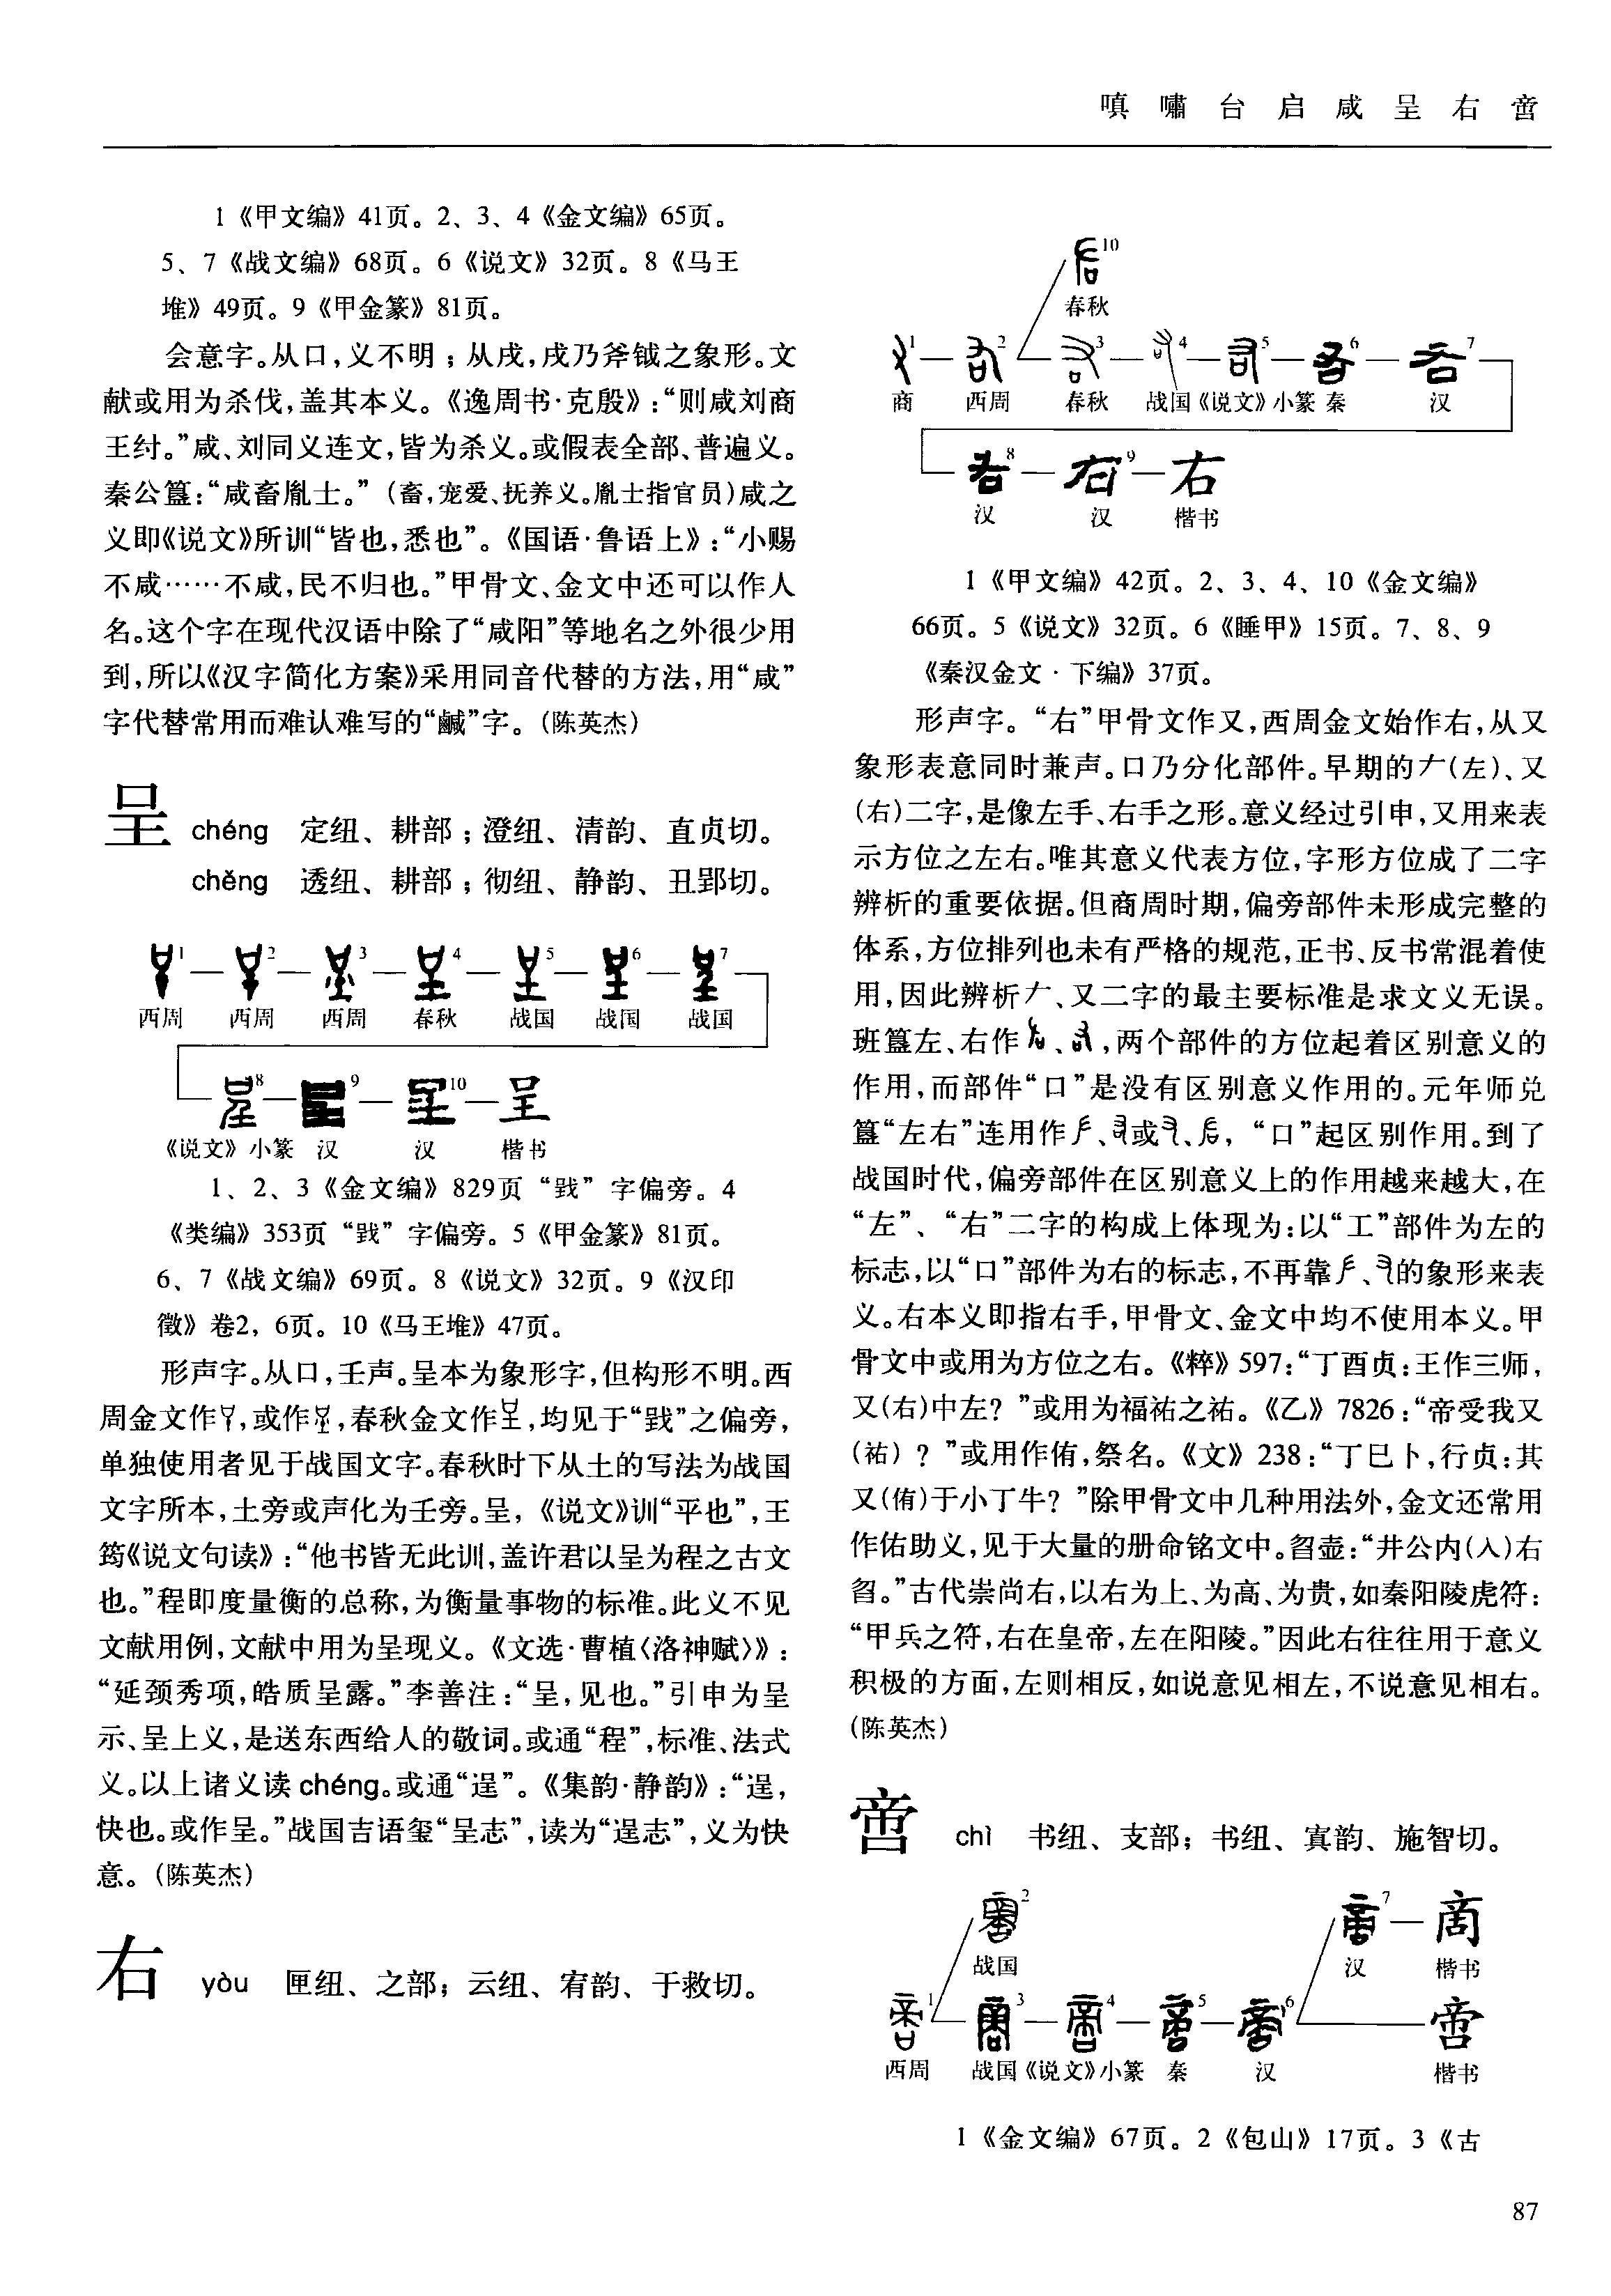 嗔 嘯 台 启 咸 呈 右 啻
1《甲文编》41页。2、3、4《金文编》65页。
5、7《战文编》68页。6《说文》32页。8《马王
堆》49页。9《甲金篆》81页。
会意字。从口,义不明;从戌,戌乃斧钺之象形。文
献或用为杀伐,盖其本义。《逸周书·克殷》:“则咸刘商
王纣。”咸、刘同义连文,皆为杀义。或假表全部、普遍义。
秦公簋:“咸畜胤士。”(畜,宠爱、抚养义。胤士指官员)咸之
义即《说文》所训“皆也,悉也”。《国语·鲁语上》:“小赐
不咸……不咸,民不归也。”甲骨文、金文中还可以作人
名。这个字在现代汉语中除了“咸阳”等地名之外很少用
到,所以《汉字简化方案》采用同音代替的方法,用“咸”
字代替常用而难认难写的“鹹”字。(陈英杰)
呈 chéng 定纽、耕部;澄纽、清韵、直贞切。
chěng 透纽、耕部;彻纽、静韵、丑郢切。
1 2 3 4 5 6 7
西周 西周 西周 春秋 战国 战国 战国
8 9 10 呈
《说文》小篆 汉 汉 楷书
1、2、3《金文编》829页“戥”字偏旁。4
《类编》353页“戥”字偏旁。5《甲金篆》81页。
6、7《战文编》69页。8《说文》32页。9《汉印
徵》卷2,6页。10《马王堆》47页。
形声字。从口,壬声。呈本为象形字,但构形不明。西
周金文作,或作,春秋金文作,均见于“”之偏旁,
单独使用者见于战国文字。春秋时下从土的写法为战国
文字所本,土旁或声化为壬旁。呈,《说文》训“平也”,王
筠《说文句读》:“他书皆无此训,盖许君以呈为程之古文
也。”程即度量衡的总称,为衡量事物的标准。此义不见
文献用例,文献中用为呈现义。《文选·曹植〈洛神赋〉》:
“延颈秀项,皓质呈露。”李善注:“呈,见也。”引申为呈
示、呈上义,是送东西给人的敬词。或通“程”,标准、法式
义。以上诸义读 chéng。或通“逞”。《集韵·静韵》:“逞,
快也。或作呈。”战国吉语玺“呈志”,读为“逞志”,义为快
意。(陈英杰)
右 yòu 匣纽、之部;云纽、宥韵、于救切。
10
春秋
1 2 3 4 5 6 7
商 西周 春秋 战国《说文》小篆 秦 汉
8 9 右
汉 汉 楷书
1《甲文编》42页。2、3、4、10《金文编》
66页。5《说文》32页。6《睡甲》15页。7、8、9
《秦汉金文·下编》37页。
形声字。“右”甲骨文作又,西周金文始作右,从又
象形表意同时兼声。口乃分化部件。早期的𠂇(左)、又
(右)二字,是像左手、右手之形。意义经过引申,又用来表
示方位之左右。唯其意义代表方位,字形方位成了二字
辨析的重要依据。但商周时期,偏旁部件未形成完整的
体系,方位排列也未有严格的规范,正书、反书常混着使
用,因此辨析𠂇、又二字的最主要标准是求文义无误。
班簋左、右作、,两个部件的方位起着区别意义的
作用,而部件“口”是没有区别意义作用的。元年师兑
簋“左右”连用作、或、,“口”起区别作用。到了
战国时代,偏旁部件在区别意义上的作用越来越大,在
“左”、“右”二字的构成上体现为:以“工”部件为左的
标志,以“口”部件为右的标志,不再靠、的象形来表
义。右本义即指右手,甲骨文、金文中均不使用本义。甲
骨文中或用为方位之右。《粹》597:“丁酉贞:王作三师,
又(右)中左?”或用为福祐之祐。《乙》7826:“帝受我又
(祐)?”或用作侑,祭名。《文》238:“丁巳卜,行贞:其
又(侑)于小丁牛?”除甲骨文中几种用法外,金文还常用
作佑助义,见于大量的册命铭文中。曶壶:“井公内(入)右
曶。”古代崇尚右,以右为上、为高、为贵,如秦阳陵虎符:
“甲兵之符,右在皇帝,左在阳陵。”因此右往往用于意义
积极的方面,左则相反,如说意见相左,不说意见相右。
(陈英杰)
啻 chì 书纽、支部;书纽、寘韵、施智切。
2 7 啇
战国 汉 楷书
1 3 4 5 6 啻
西周 战国《说文》小篆 秦 汉 楷书
1《金文编》67页。2《包山》17页。3《古
87